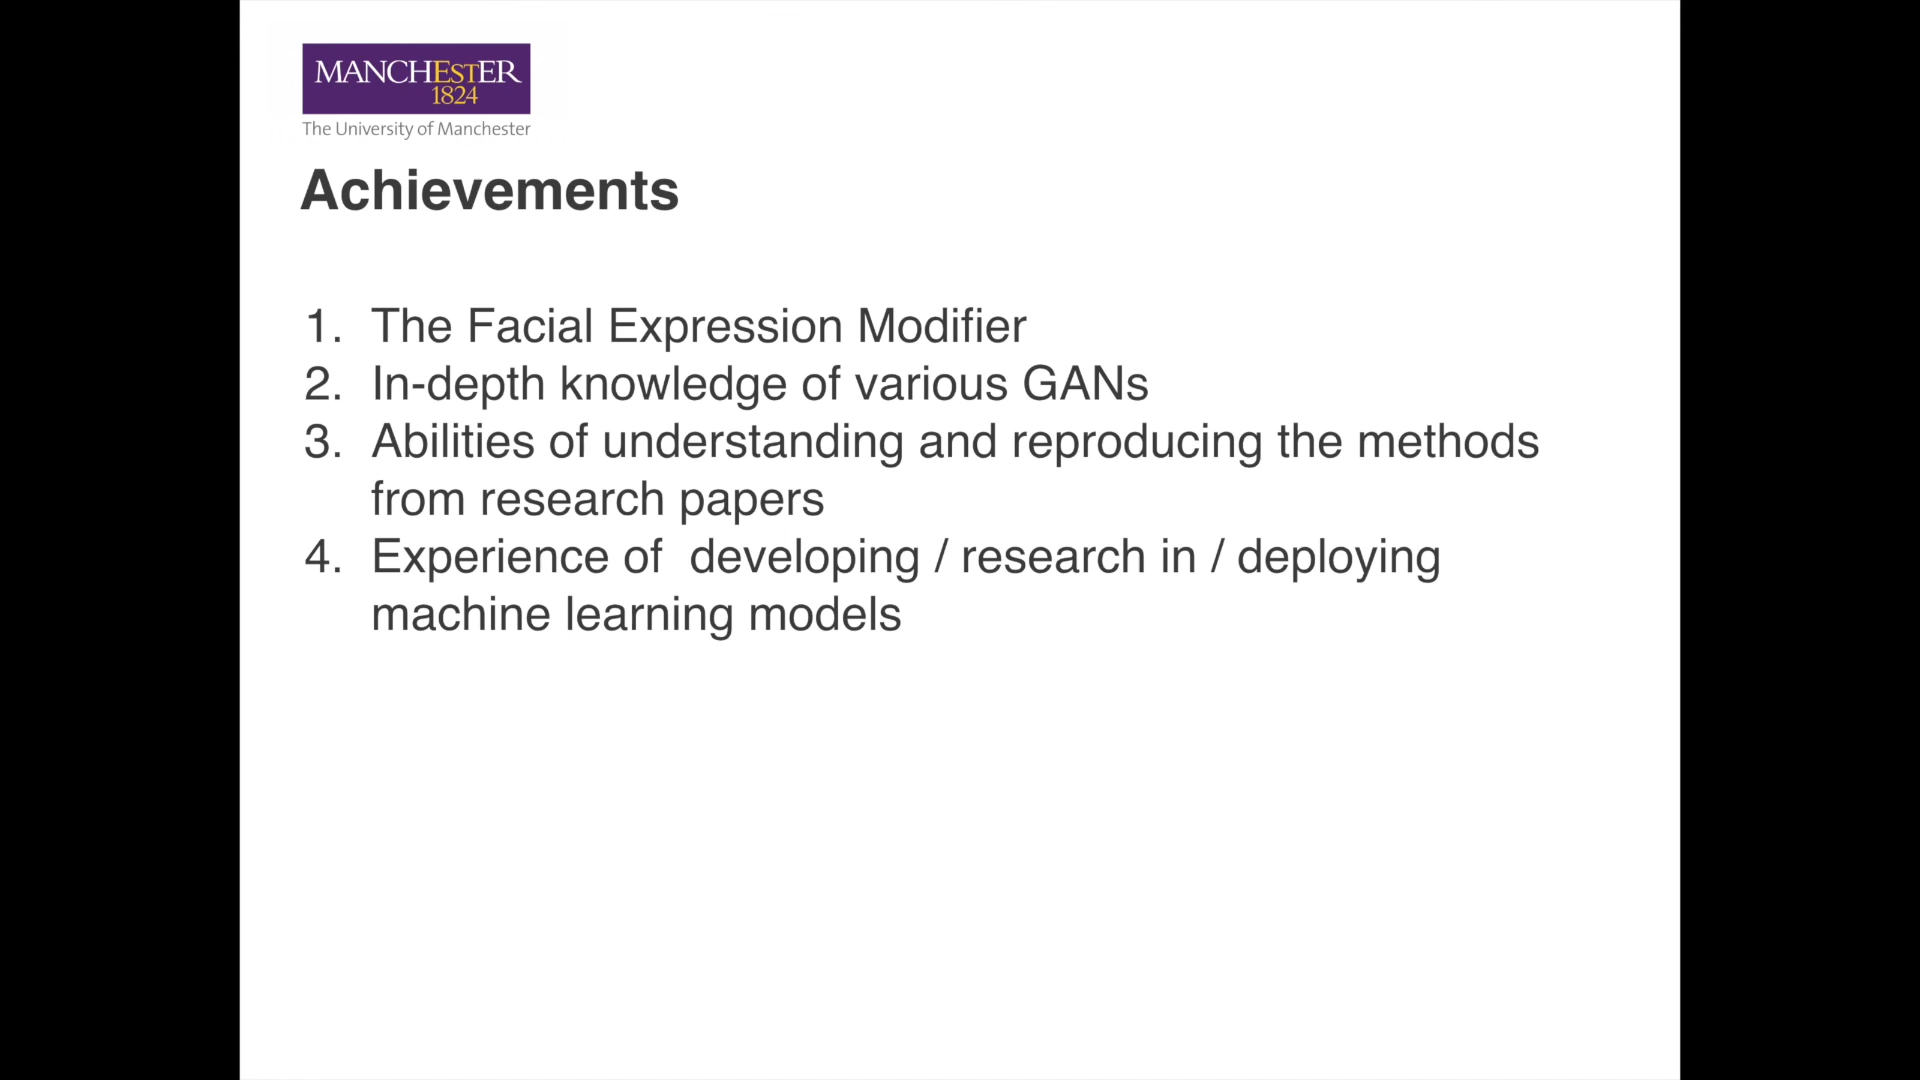 MANCHEsTER
1824
The University of Manchester
Achievements
1. The Facial Expression Modifier
2. In-depth knowledge of various GANs
3. Abilities of understanding and reproducing the methods
from research papers
4. Experience of  developing / research in / deploying
machine learning models